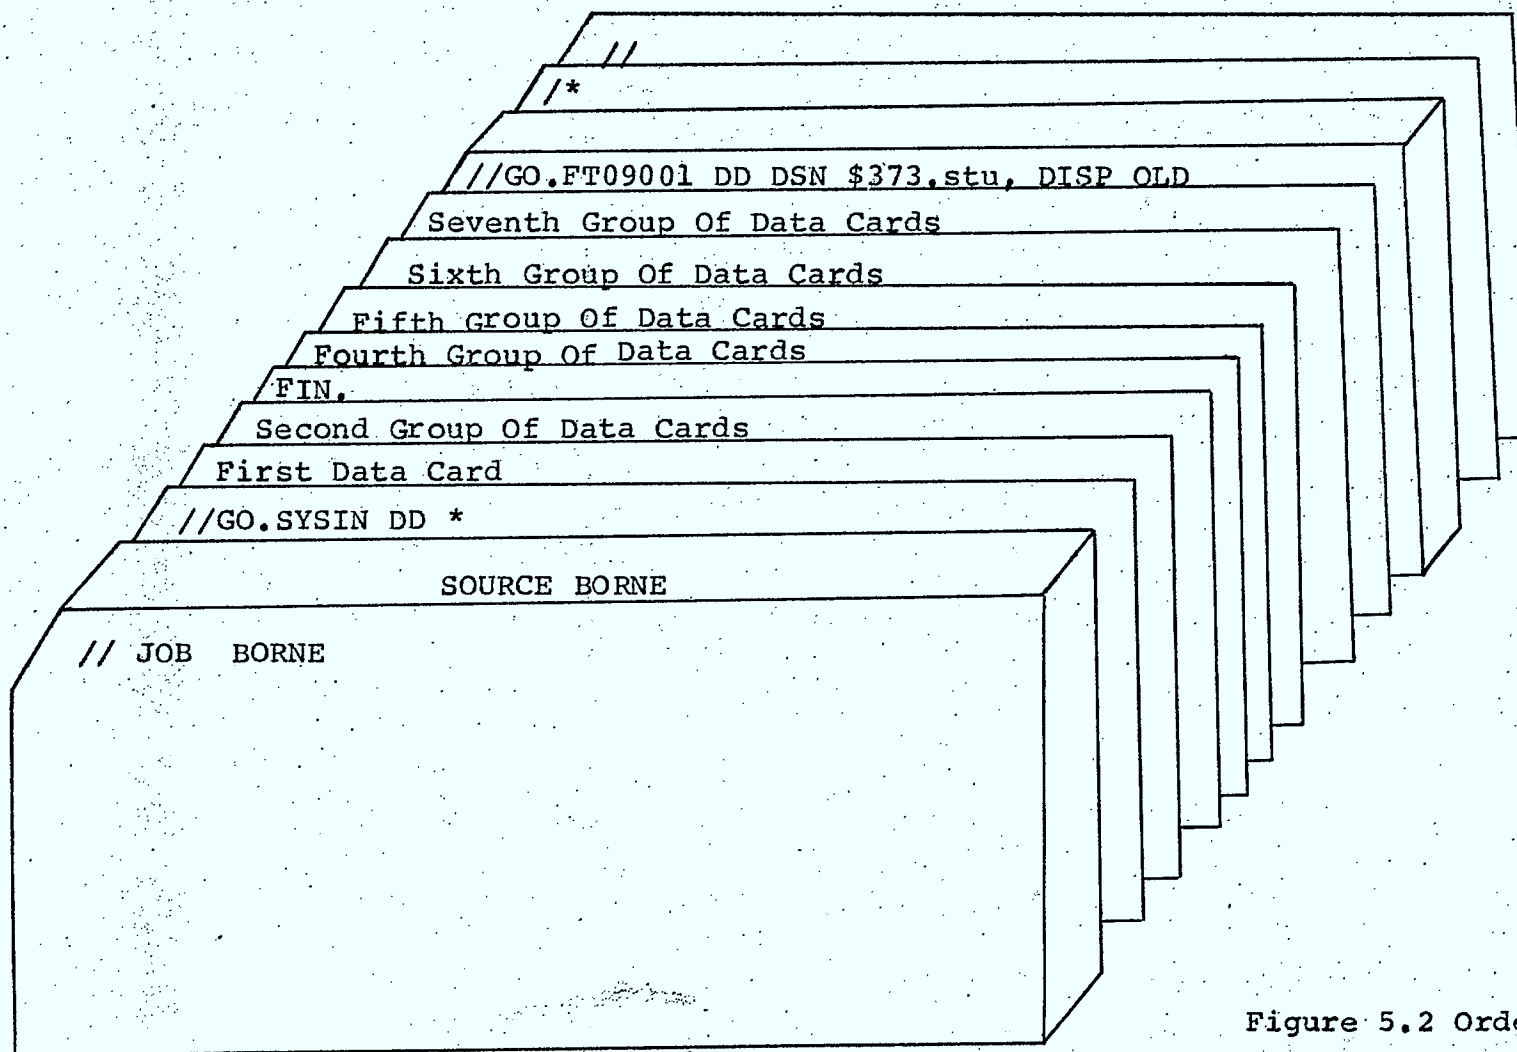 //
/*
//GO.FT09001 DD DSN $373.stu, DISP OLD
Seventh Group Of Data Cards
Sixth Group Of Data Cards
Fifth Group Of Data Cards
Fourth Group Of Data Cards
FIN.
Second Group Of Data Cards
First Data Card
//GO.SYSIN DD *
SOURCE BORNE
// JOB BORNE
Figure 5.2 Orde